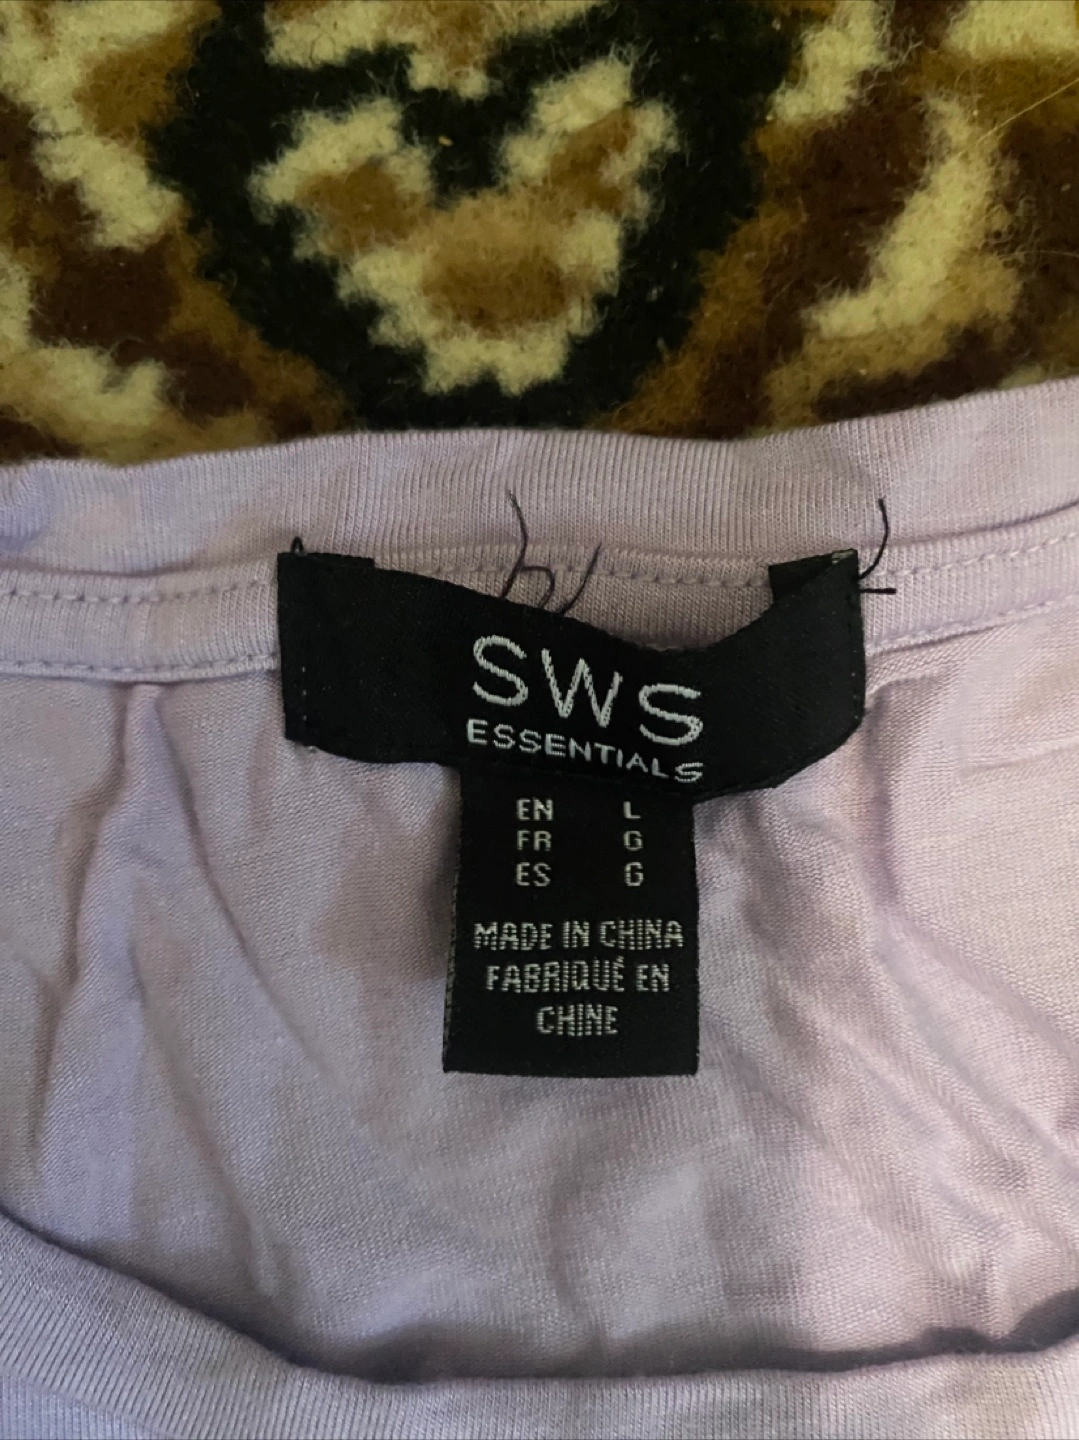 SWS
ESSENTIALS
EN L
FR G
ES G
MADE IN CHINA
FABRIQUÉ EN
CHINE